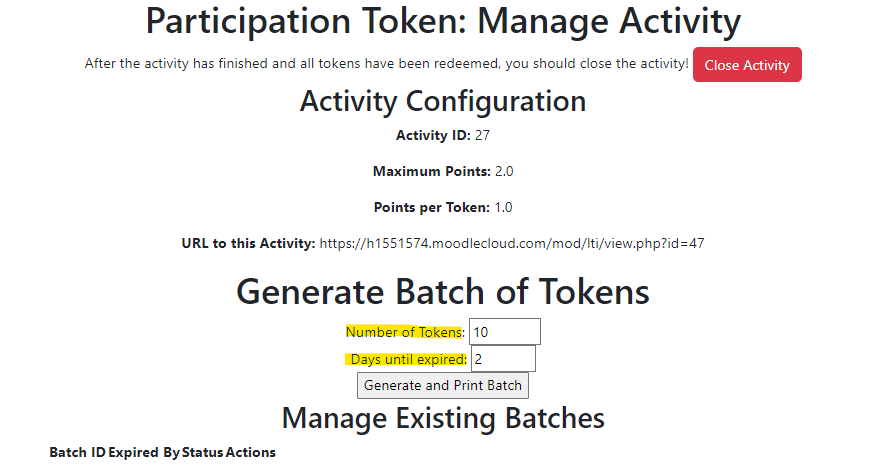 Participation Token: Manage Activity
After the activity has finished and all tokens have been redeemed, you should close the activity! Close Activity
Activity Configuration
Activity ID: 27
Maximum Points: 2.0
Points per Token: 1.0
URL to this Activity: https://h1551574.moodlecloud.com/mod/lti/view.php?id=47
Generate Batch of Tokens
Number of Tokens: 10
Days until expired: 2
Generate and Print Batch
Manage Existing Batches
Batch ID Expired By Status Actions